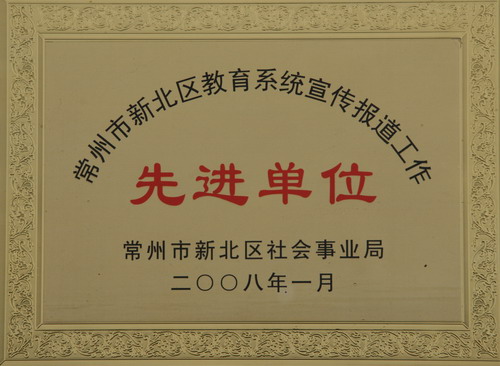 常州市新北区教育系统宣传报道工作
先进单位
常州市新北区社会事业局
二〇〇八年一月